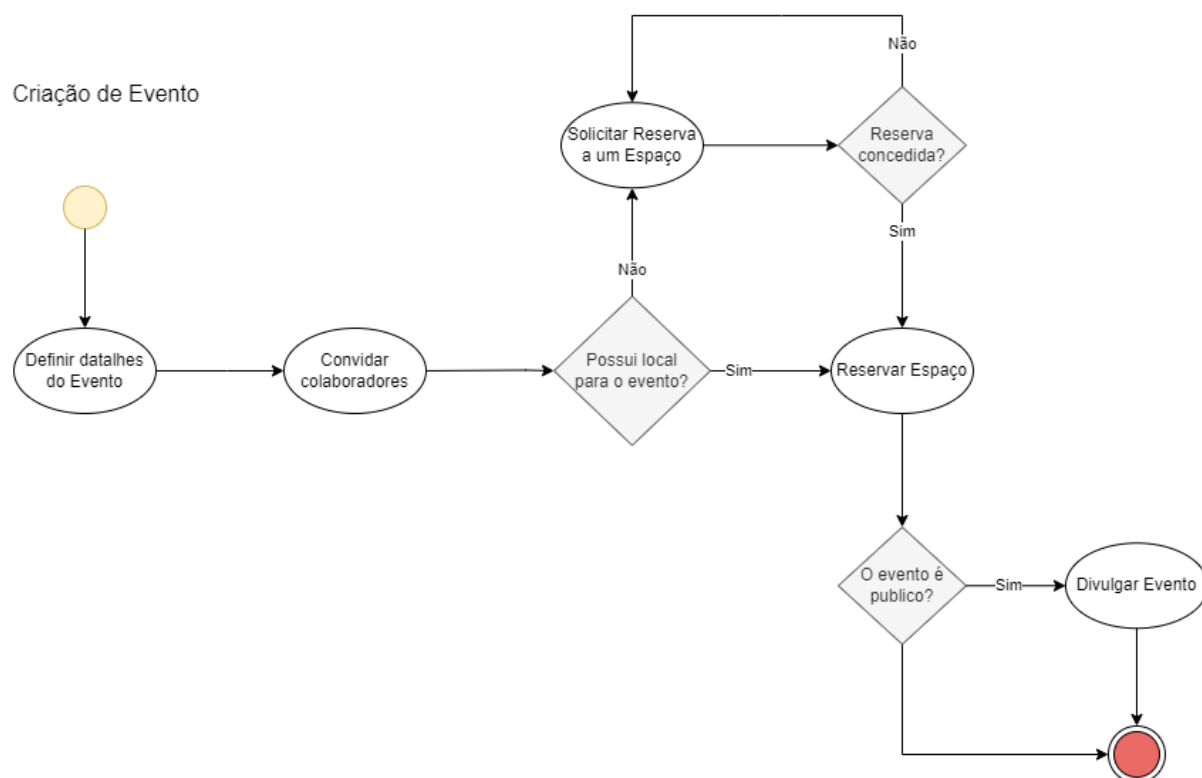 Não
Criação de Evento
Solicitar Reserva
a um Espaço
Reserva
concedida?
Sim
Não
Definir datalhes
do Evento
Convidar
colaboradores
Possui local
para o evento?
Sim
Reservar Espaço
O evento é
publico?
Sim
Divulgar Evento